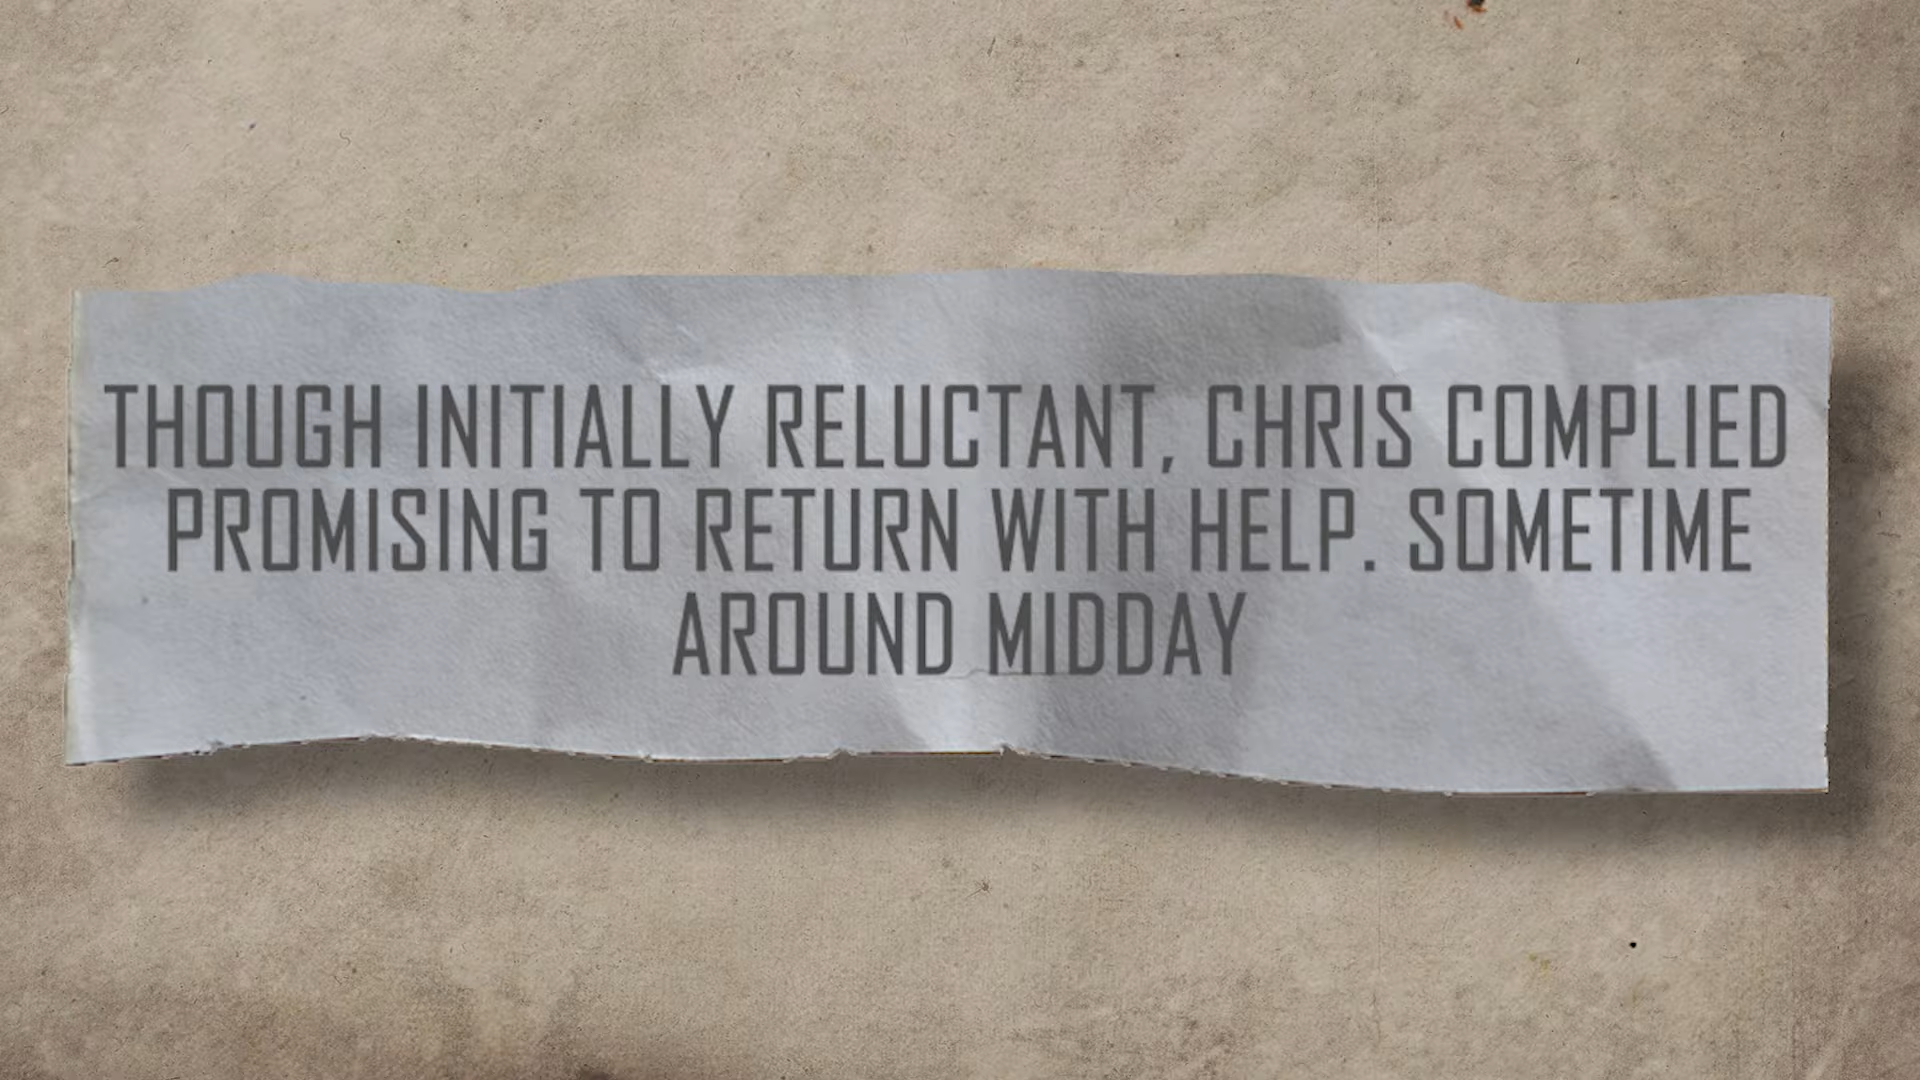 THOUGH INITIALLY RELUCTANT, CHRIS COMPLIED
PROMISING TO RETURN WITH HELP. SOMETIME
AROUND MIDDAY